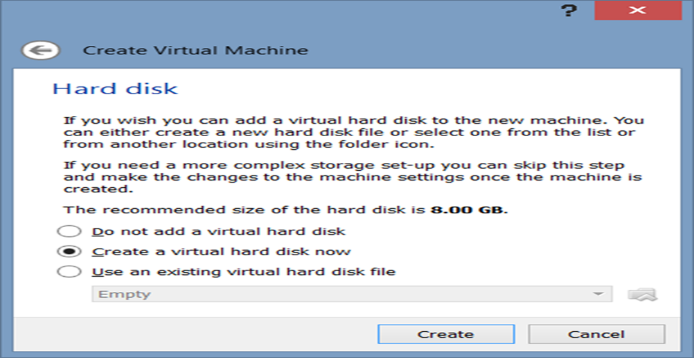 ?
Create Virtual Machine
Hard disk
If you wish you can add a virtual hard disk to the new machine. You
can either create a new hard disk file or select one from the list or
from another location using the folder icon.
If you need a more complex storage set-up you can skip this step
and make the changes to the machine settings once the machine is
created.
The recommended size of the hard disk is 8.00 GB.
Do not add a virtual hard disk
Create a virtual hard disk now
Use an existing virtual hard disk file
Empty
Create Cancel